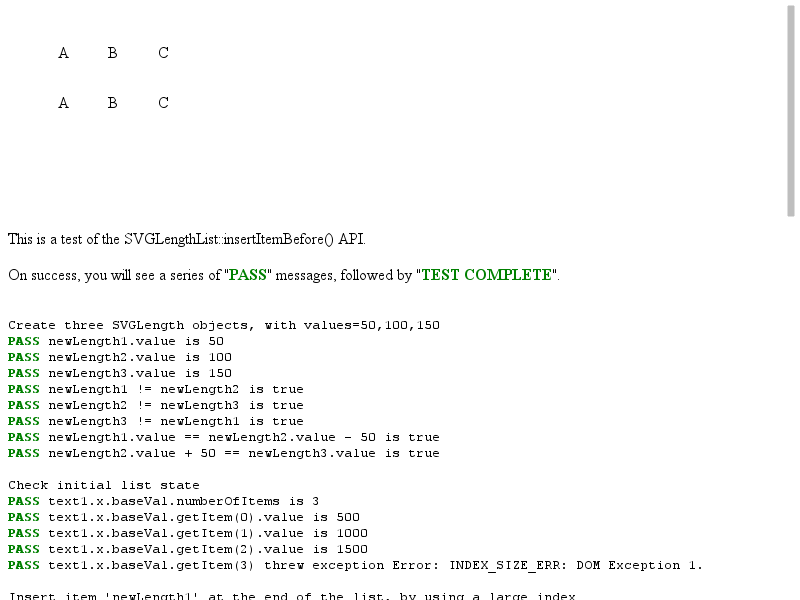 A B C
A B C
This is a test of the SVGLengthList::insertItemBefore() API.
On success, you will see a series of "PASS" messages, followed by "TEST COMPLETE".
Create three SVGLength objects, with values=50,100,150
PASS newLength1.value is 50
PASS newLength2.value is 100
PASS newLength3.value is 150
PASS newLength1 != newLength2 is true
PASS newLength2 != newLength3 is true
PASS newLength3 != newLength1 is true
PASS newLength1.value == newLength2.value - 50 is true
PASS newLength2.value + 50 == newLength3.value is true
Check initial list state
PASS text1.x.baseVal.numberOfItems is 3
PASS text1.x.baseVal.getItem(0).value is 500
PASS text1.x.baseVal.getItem(1).value is 1000
PASS text1.x.baseVal.getItem(2).value is 1500
PASS text1.x.baseVal.getItem(3) threw exception Error: INDEX_SIZE_ERR: DOM Exception 1.
Insert item 'newLength1' at the end of the list, by using a large index